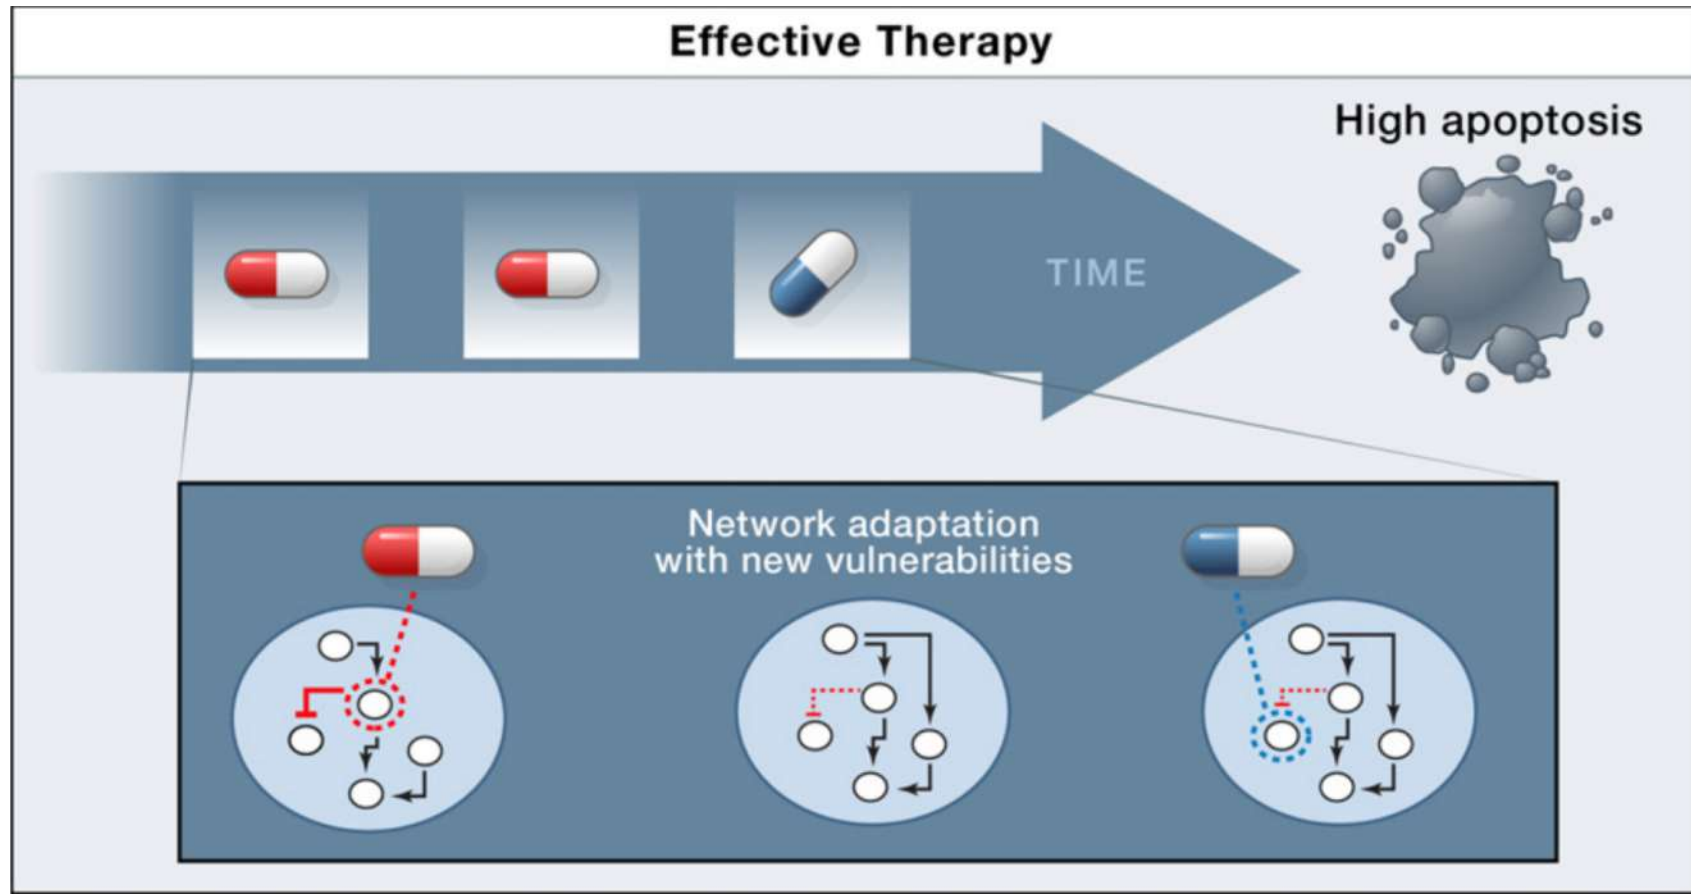 Effective Therapy
High apoptosis
TIME
Network adaptation
with new vulnerabilities